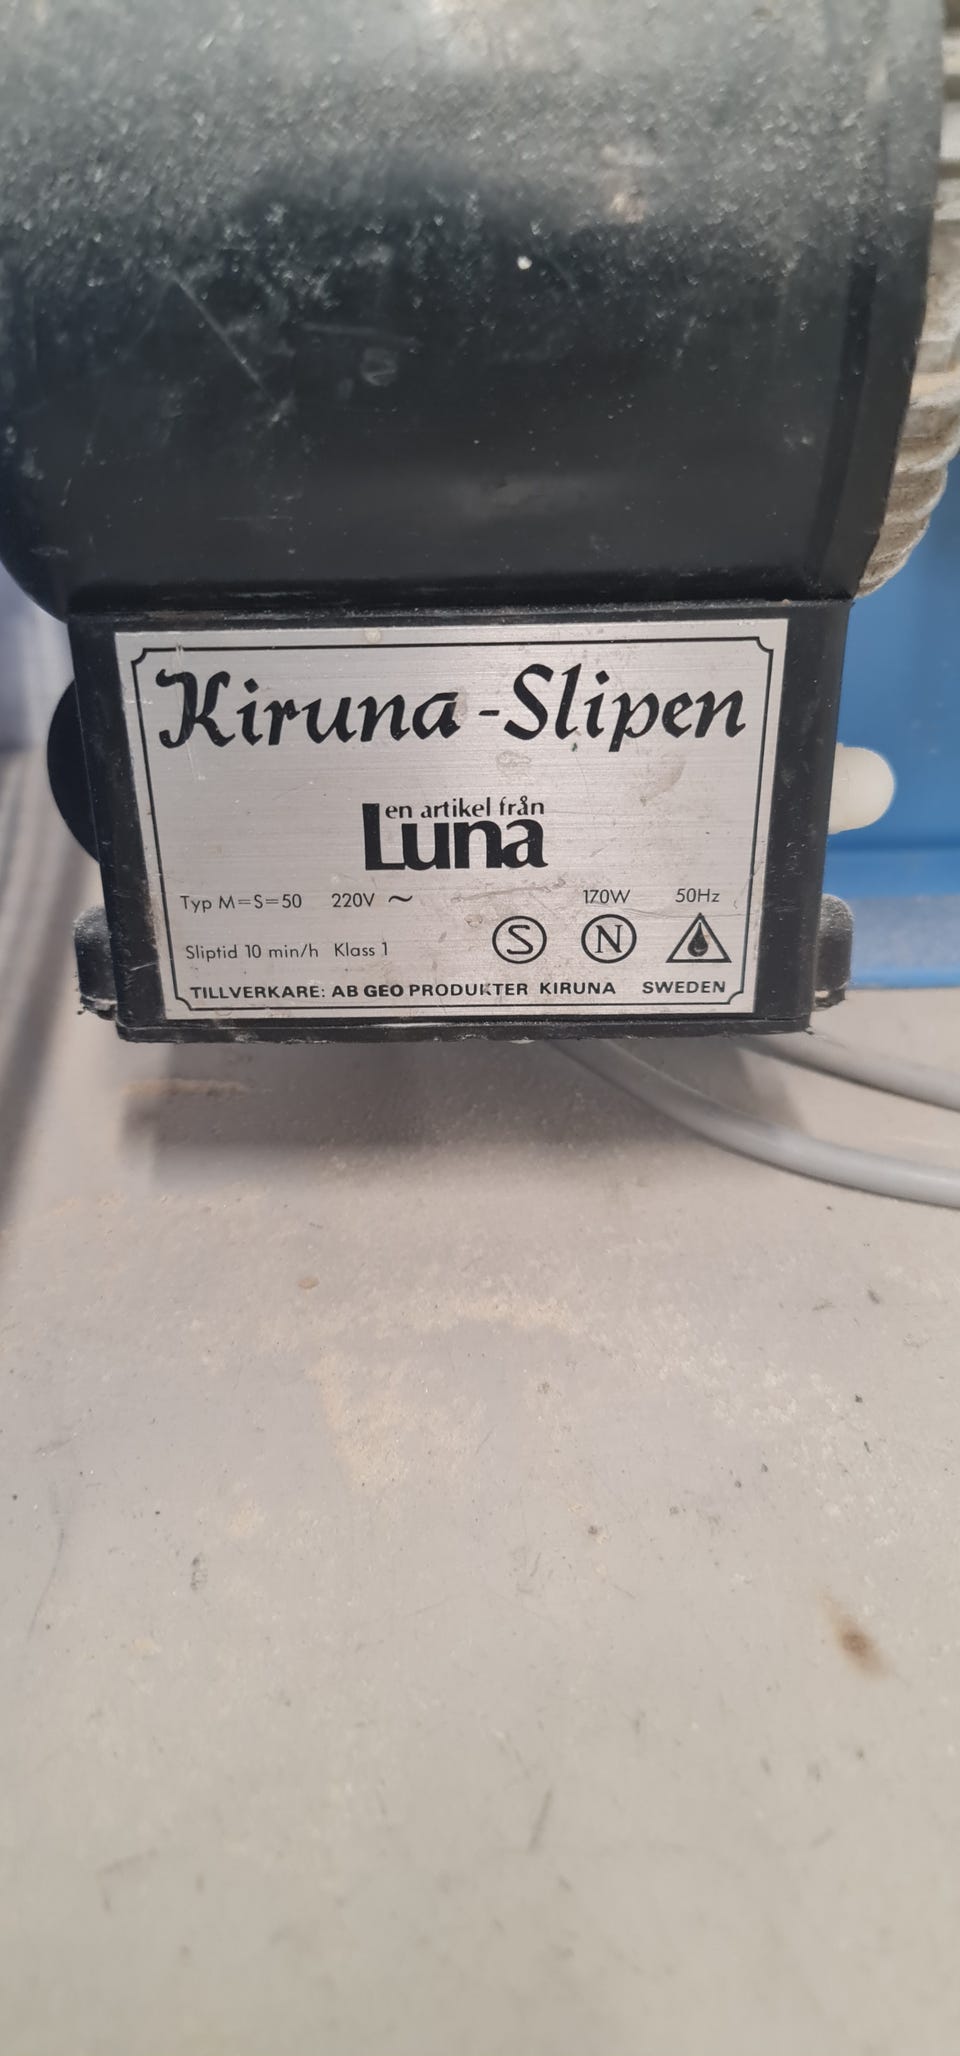 Kiruna-Slipen
en artikel från
Luna
Typ M=S=50 220V ~ 170W 50Hz
Sliptid 10 min/h Klass 1 S N
TILLVERKARE: AB GEO PRODUKTER KIRUNA SWEDEN